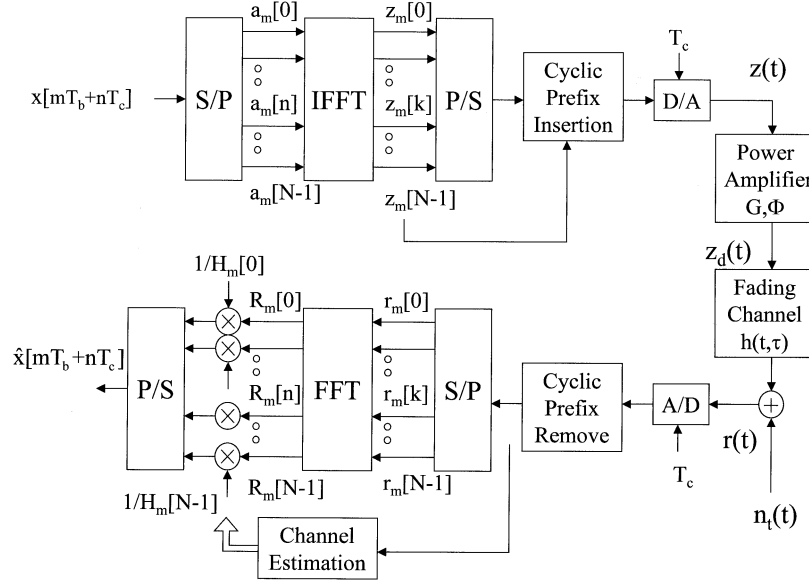 a_m[0]
z_m[0]
x[mT_b+nT_c]
S/P
a_m[n]
IFFT
z_m[k]
P/S
a_m[N-1]
z_m[N-1]
Cyclic
Prefix
Insertion
T_c
D/A
z(t)
Power
Amplifier
G,Φ
z_d(t)
Fading
Channel
h(t,τ)
1/H_m[0]
R_m[0]
r_m[0]
x̂[mT_b+nT_c]
P/S
R_m[n]
FFT
r_m[k]
S/P
Cyclic
Prefix
Remove
A/D
T_c
r(t)
n_t(t)
1/H_m[N-1]
R_m[N-1]
r_m[N-1]
Channel
Estimation